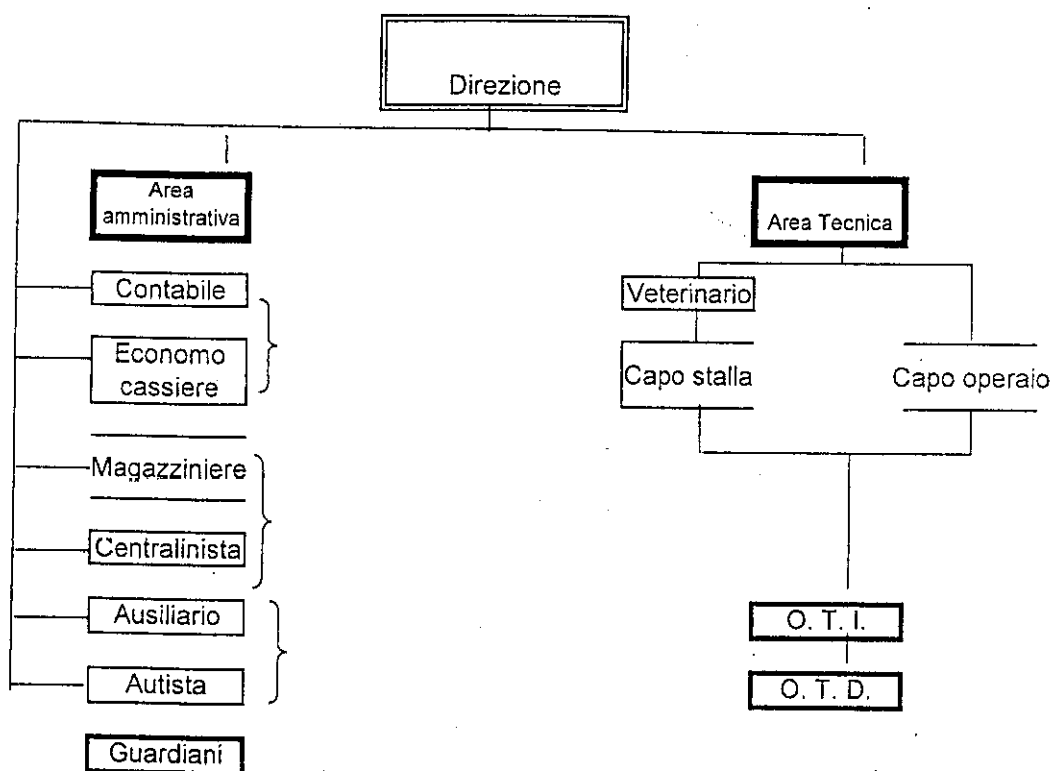 Direzione
Area
amministrativa
Contabile
Economo
cassiere
Magazziniere
Centralinista
Ausiliario
Autista
Guardiani
Area Tecnica
Veterinario
Capo stalla
Capo operaio
O. T. I.
O. T. D.